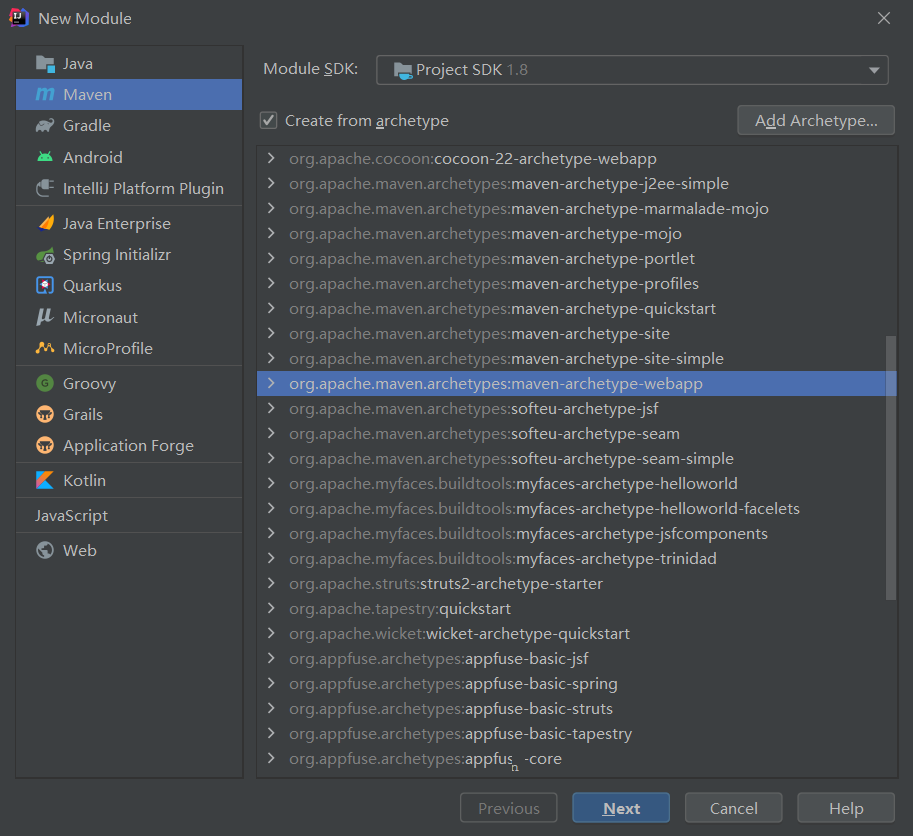 New Module
Java
Maven
Gradle
Android
IntelliJ Platform Plugin
Java Enterprise
Spring Initializr
Quarkus
Micronaut
MicroProfile
Groovy
Grails
Application Forge
Kotlin
JavaScript
Web
Module SDK: Project SDK 1.8
Create from archetype Add Archetype...
org.apache.cocoon:cocoon-22-archetype-webapp
org.apache.maven.archetypes:maven-archetype-j2ee-simple
org.apache.maven.archetypes:maven-archetype-marmalade-mojo
org.apache.maven.archetypes:maven-archetype-mojo
org.apache.maven.archetypes:maven-archetype-portlet
org.apache.maven.archetypes:maven-archetype-profiles
org.apache.maven.archetypes:maven-archetype-quickstart
org.apache.maven.archetypes:maven-archetype-site
org.apache.maven.archetypes:maven-archetype-site-simple
org.apache.maven.archetypes:maven-archetype-webapp
org.apache.maven.archetypes:softeu-archetype-jsf
org.apache.maven.archetypes:softeu-archetype-seam
org.apache.maven.archetypes:softeu-archetype-seam-simple
org.apache.myfaces.buildtools:myfaces-archetype-helloworld
org.apache.myfaces.buildtools:myfaces-archetype-helloworld-facelets
org.apache.myfaces.buildtools:myfaces-archetype-jsfcomponents
org.apache.myfaces.buildtools:myfaces-archetype-trinidad
org.apache.struts:struts2-archetype-starter
org.apache.tapestry:quickstart
org.apache.wicket:wicket-archetype-quickstart
org.appfuse.archetypes:appfuse-basic-jsf
org.appfuse.archetypes:appfuse-basic-spring
org.appfuse.archetypes:appfuse-basic-struts
org.appfuse.archetypes:appfuse-basic-tapestry
org.appfuse.archetypes:appfus -core
Previous Next Cancel Help